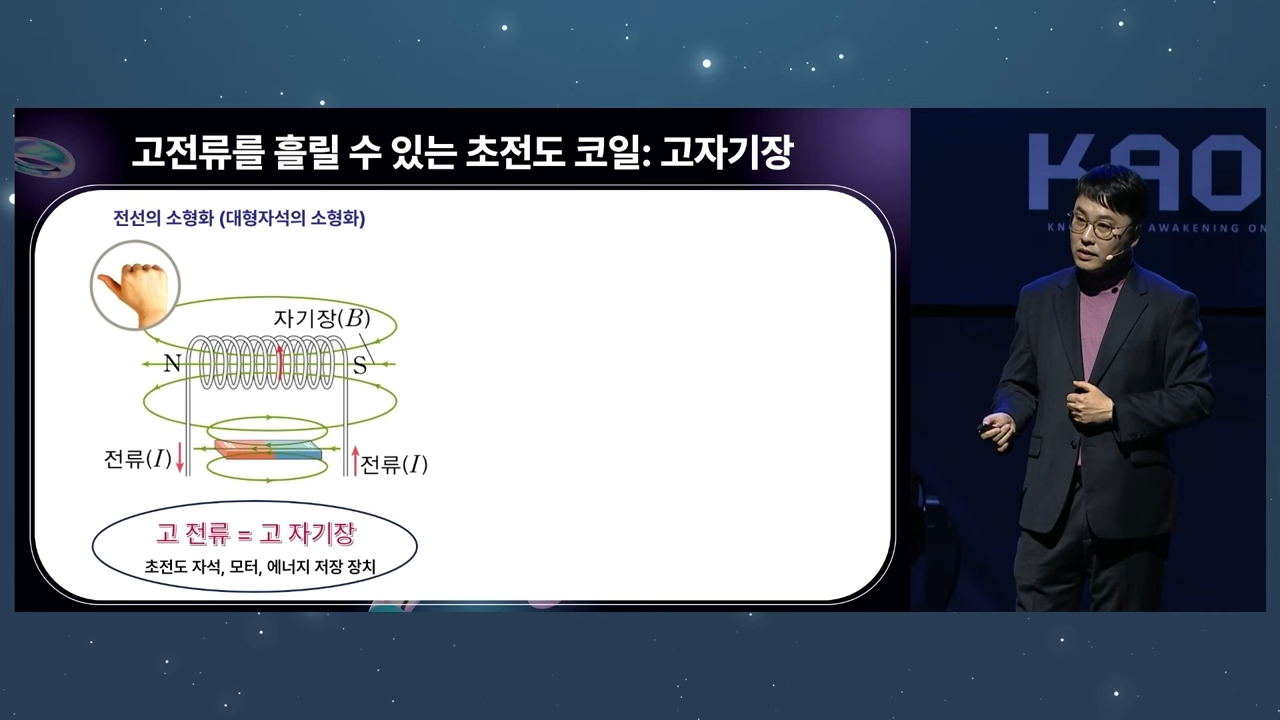 고전류를 흘릴 수 있는 초전도 코일: 고자기장
전선의 소형화 (대형자석의 소형화)
자기장(B)
N
S
전류(I)
전류(I)
고 전류 = 고 자기장
초전도 자석, 모터, 에너지 저장 장치
KAO
AWAKENING ON